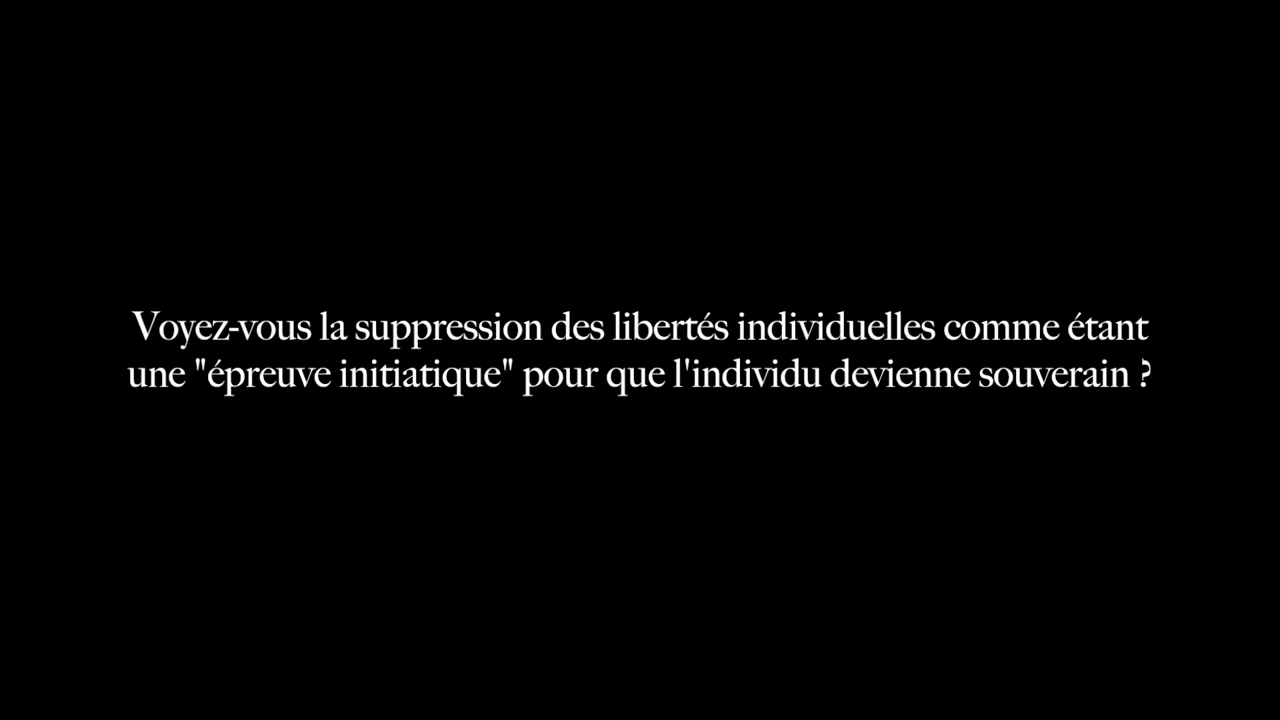 Voyez-vous la suppression des libertés individuelles comme étant
une "épreuve initiatique" pour que l'individu devienne souverain ?